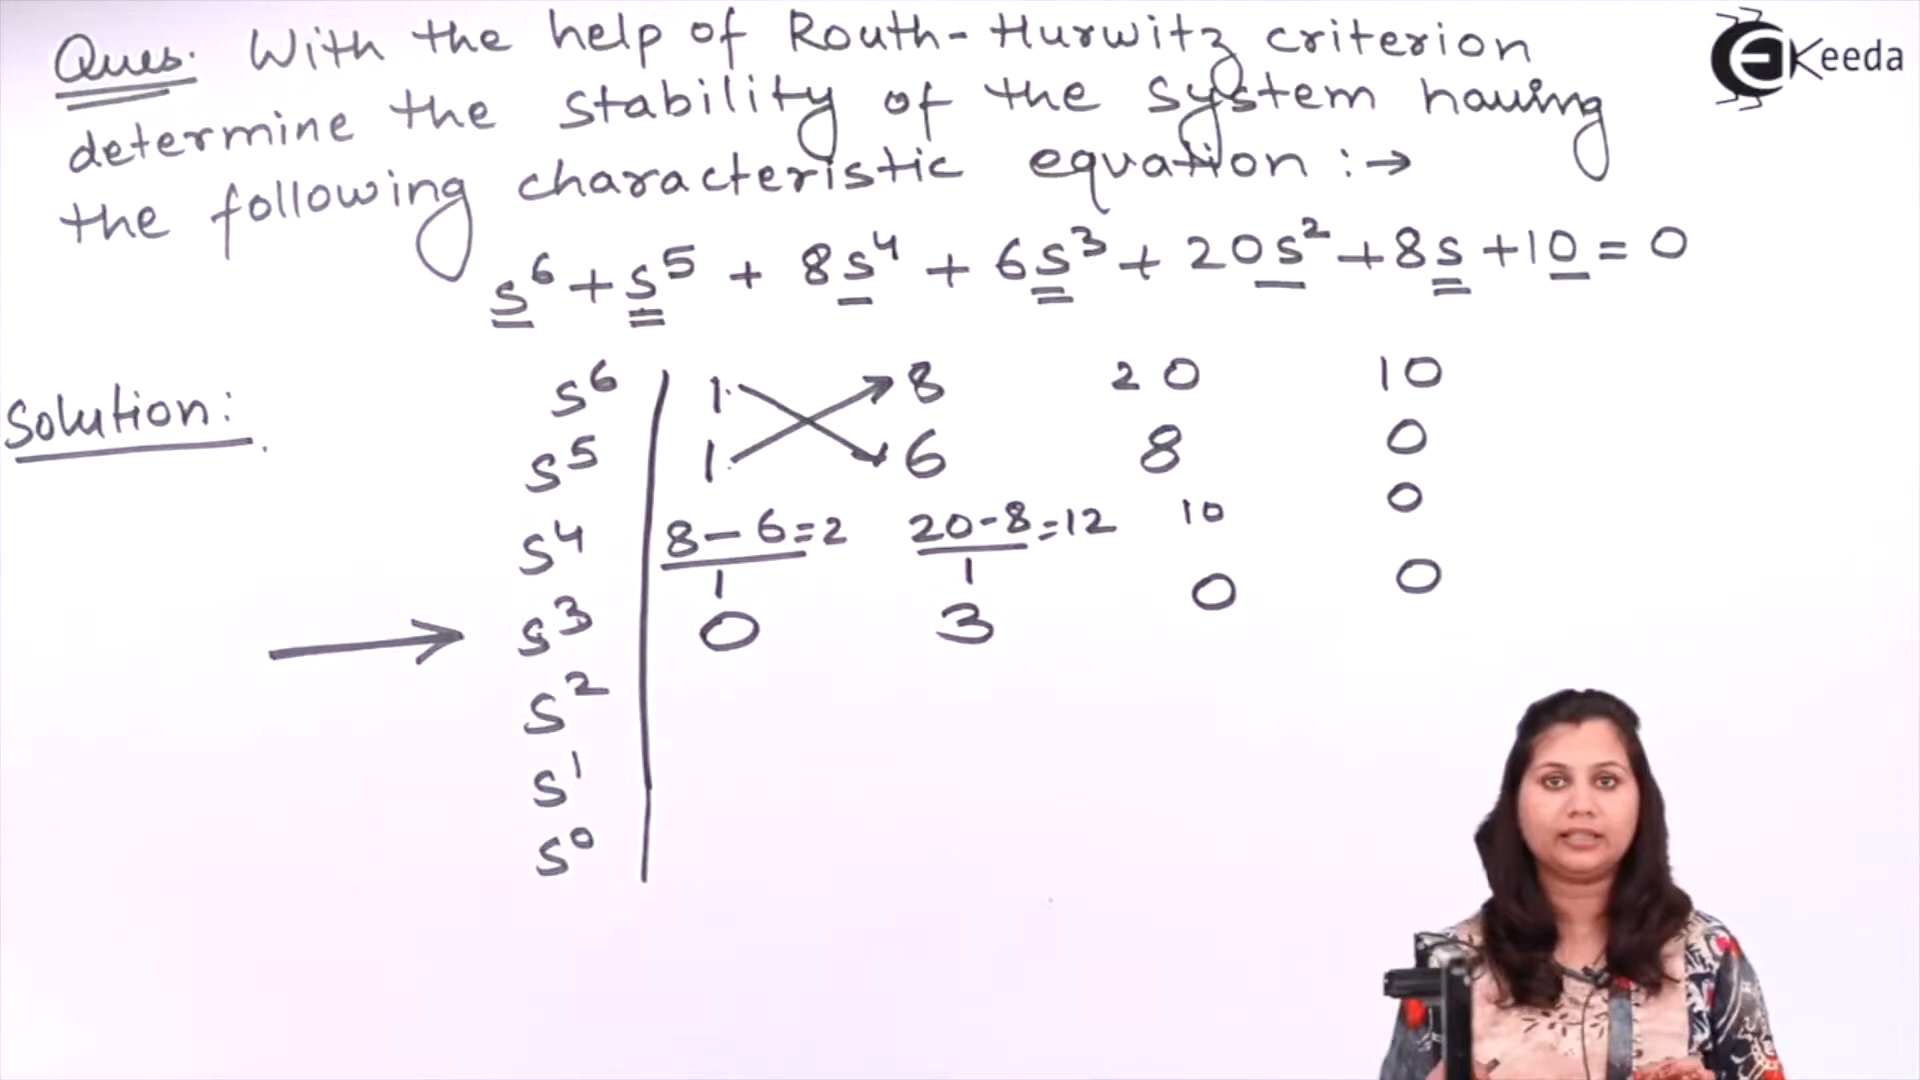 Ques. With the help of Routh-Hurwitz criterion
determine the stability of the system having
the following characteristic equation :→
s⁶ + s⁵ + 8s⁴ + 6s³ + 20s² + 8s + 10 = 0
Solution:
s⁶ | 1 8 20 10
s⁵ | 1 6 8 0
s⁴ | 8-6/1=2 20-8/1=12 10 0
→ s³ | 0 3 0 0
s²
s¹
s⁰
EKeeda